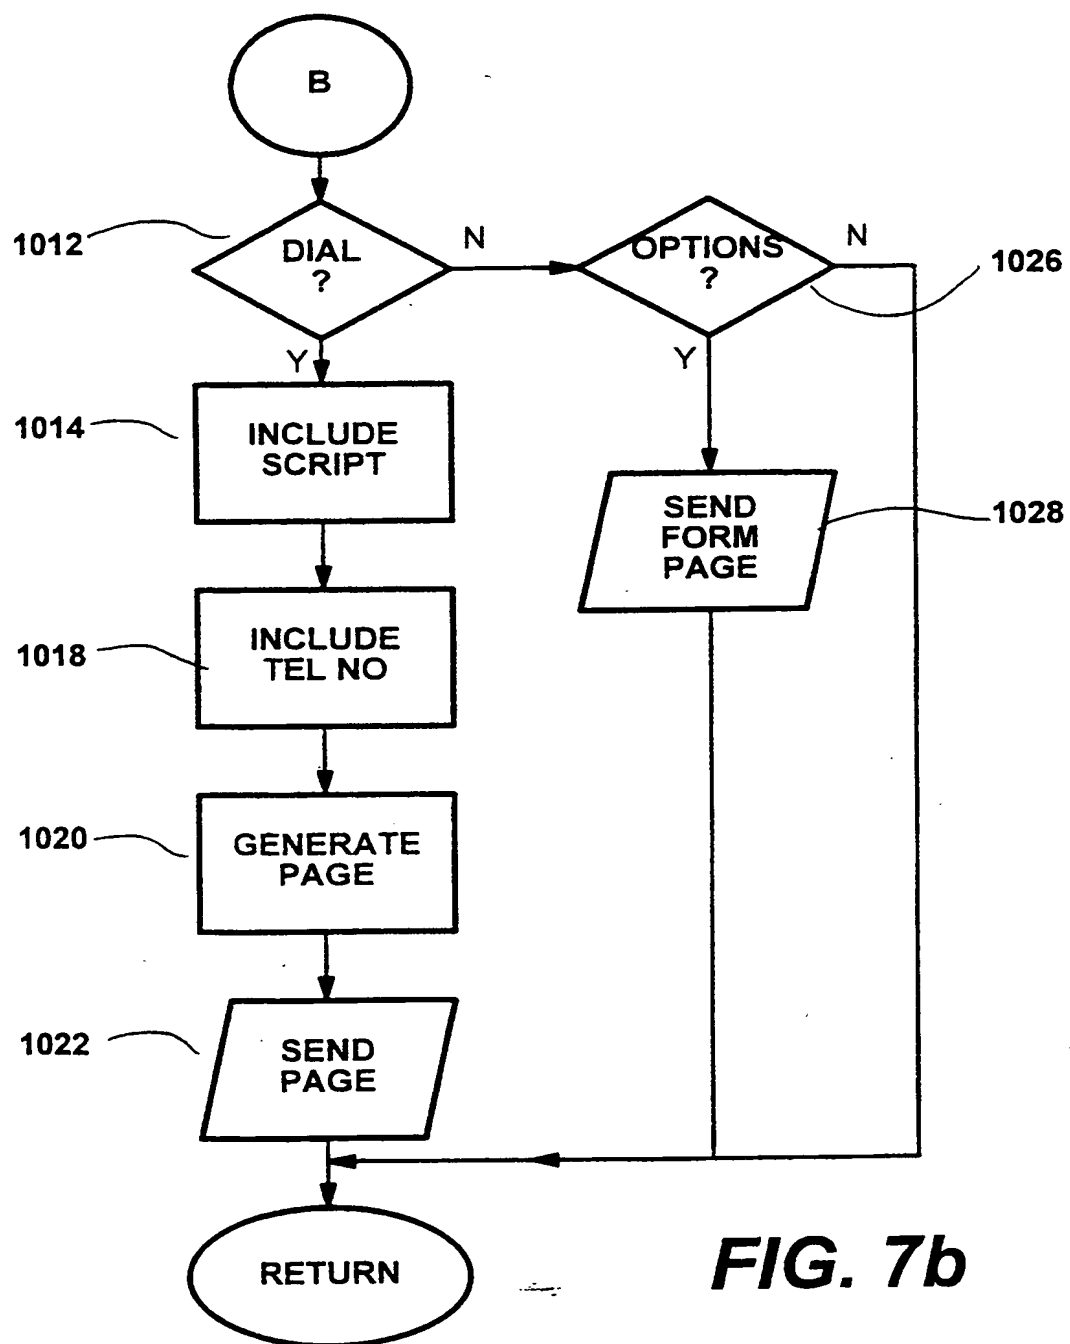 B
1012
DIAL
?
N
OPTIONS
?
N
1026
Y
Y
1014
INCLUDE
SCRIPT
SEND
FORM
PAGE
1028
1018
INCLUDE
TEL NO
1020
GENERATE
PAGE
1022
SEND
PAGE
RETURN
FIG. 7b